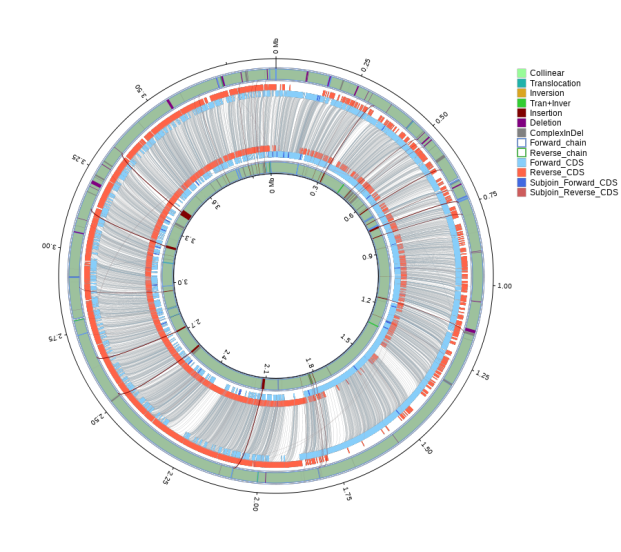 0 Mb
0.25
0.50
0.75
1.00
1.25
1.50
1.75
2.00
2.25
2.50
2.75
3.00
3.25
3.50
0 Mb
0.3
0.6
0.9
1.2
1.5
1.8
2.1
2.4
2.7
3.0
3.3
3.6
Collinear
Translocation
Inversion
Tran+Inver
Insertion
Deletion
ComplexInDel
Forward_chain
Reverse_chain
Forward_CDS
Reverse_CDS
Subjoin_Forward_CDS
Subjoin_Reverse_CDS